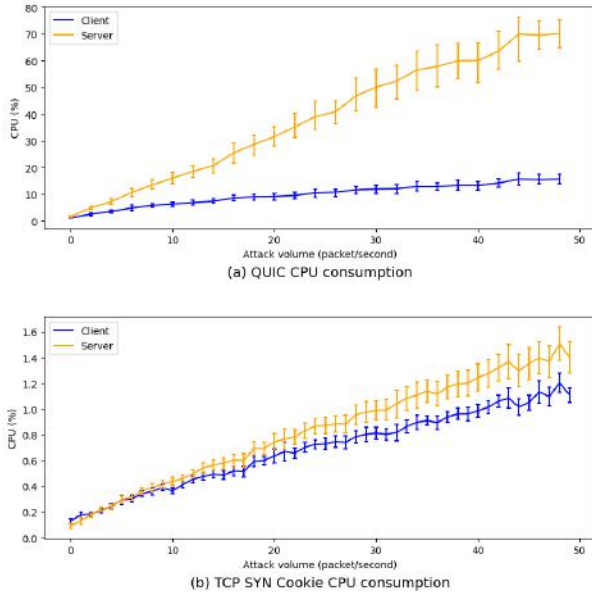 80
70
60
50
40
30
20
10
0
CPU (%)
Client
Server
0 10 20 30 40 50
Attack volume (packet/second)
(a) QUIC CPU consumption
1.6
1.4
1.2
1.0
0.8
0.6
0.4
0.2
0.0
CPU (%)
Client
Server
0 10 20 30 40 50
Attack volume (packet/second)
(b) TCP SYN Cookie CPU consumption